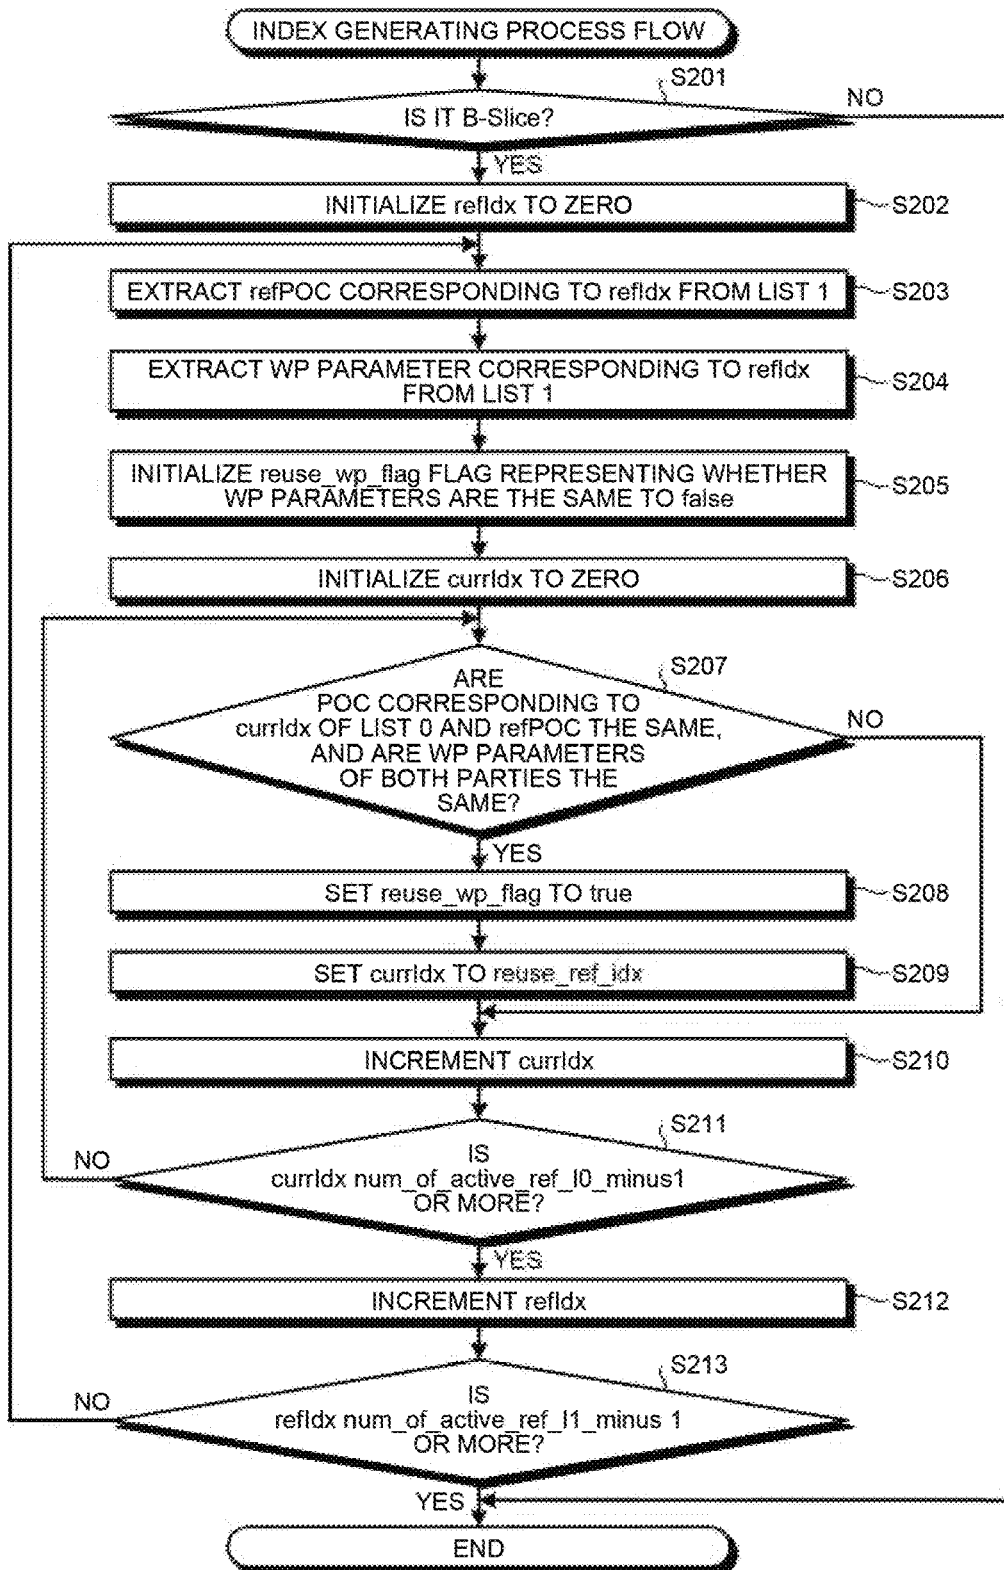 INDEX GENERATING PROCESS FLOW
S201
IS IT B-Slice?
NO
YES
INITIALIZE refIdx TO ZERO
S202
EXTRACT refPOC CORRESPONDING TO refIdx FROM LIST 1
S203
EXTRACT WP PARAMETER CORRESPONDING TO refIdx
FROM LIST 1
S204
INITIALIZE reuse_wp_flag FLAG REPRESENTING WHETHER
WP PARAMETERS ARE THE SAME TO false
S205
INITIALIZE currIdx TO ZERO
S206
S207
ARE
POC CORRESPONDING TO
currIdx OF LIST 0 AND refPOC THE SAME,
AND ARE WP PARAMETERS
OF BOTH PARTIES THE
SAME?
NO
YES
SET reuse_wp_flag TO true
S208
SET currIdx TO reuse_ref_idx
S209
INCREMENT currIdx
S210
S211
IS
currIdx num_of_active_ref_l0_minus1
OR MORE?
NO
YES
INCREMENT refIdx
S212
S213
IS
refIdx num_of_active_ref_l1_minus 1
OR MORE?
NO
YES
END